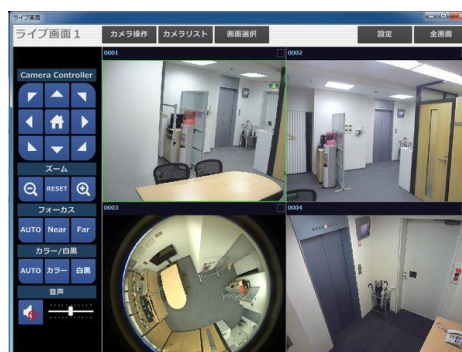 ライブ画面
ライブ画面 1
カメラ操作 カメラリスト 画面選択 設定 全画面
0001 0002
Camera Controller
ズーム
RESET
フォーカス
AUTO Near Far
カラー/白黒
AUTO カラー 白黒
音声
0003 0004